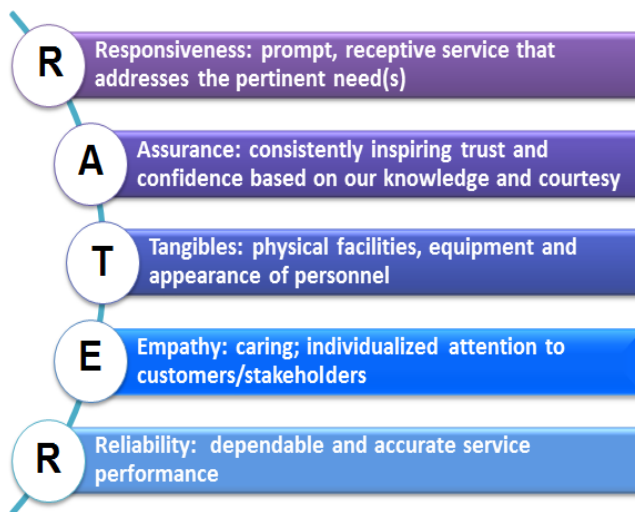 R
Responsiveness: prompt, receptive service that
addresses the pertinent need(s)
A
Assurance: consistently inspiring trust and
confidence based on our knowledge and courtesy
T
Tangibles: physical facilities, equipment and
appearance of personnel
E
Empathy: caring; individualized attention to
customers/stakeholders
R
Reliability: dependable and accurate service
performance